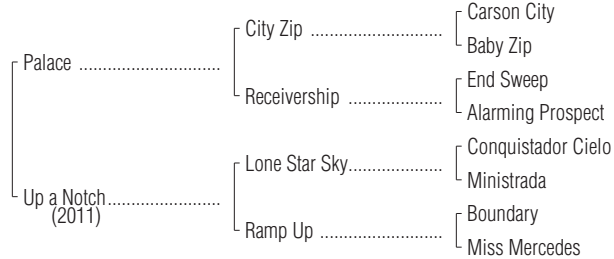 Carson City
City Zip ..............................
Baby Zip
Palace ..............................
End Sweep
Receivership .....................
Alarming Prospect
Conquistador Cielo
Lone Star Sky.....................
Ministrada
Up a Notch........................
(2011)
Boundary
Ramp Up ...........................
Miss Mercedes